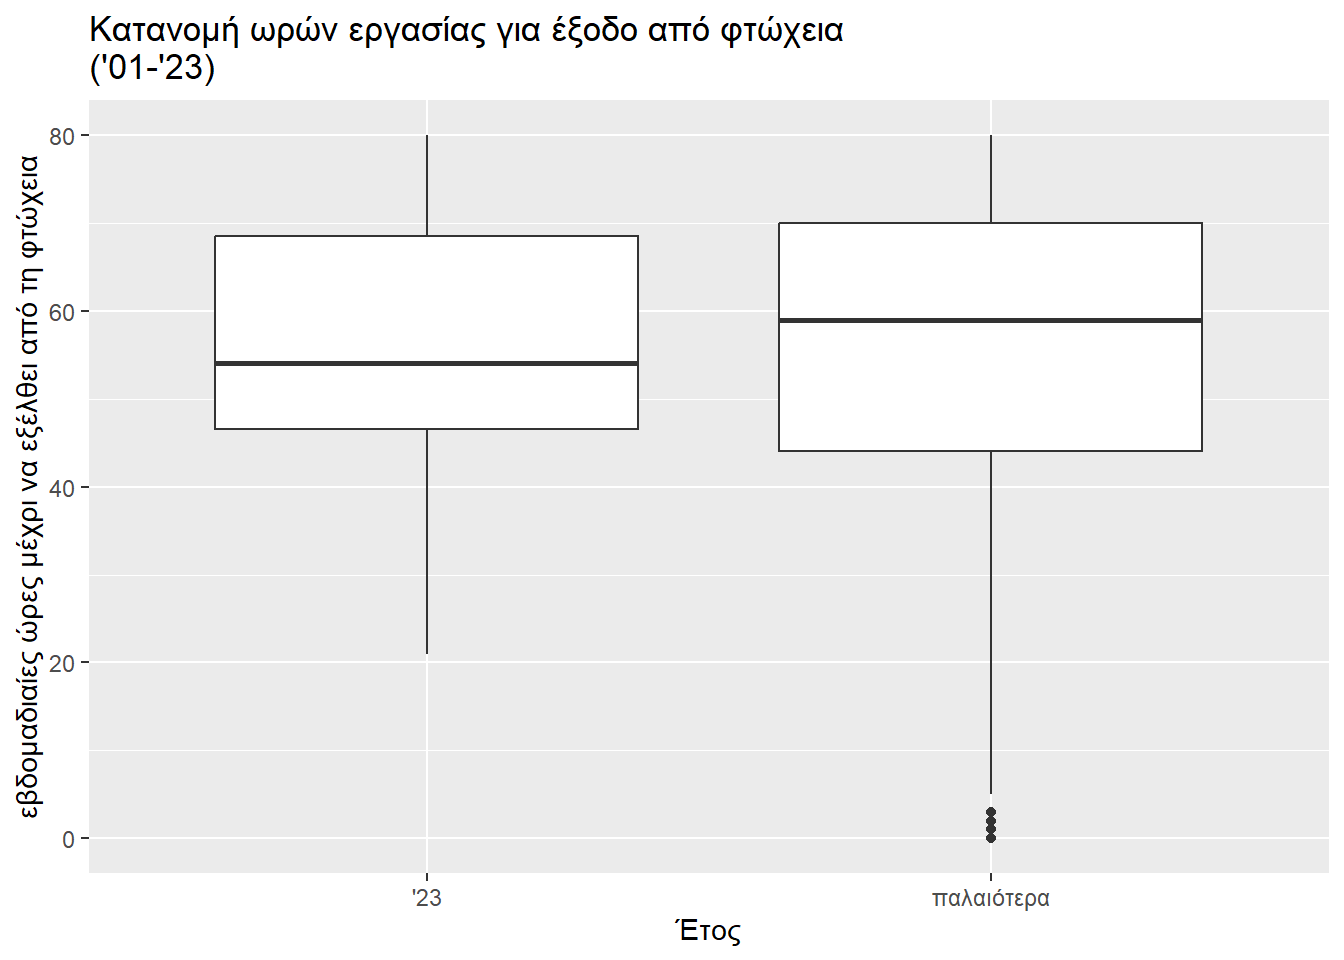 Κατανομή ωρών εργασίας για έξοδο από φτώχεια
('01-'23)
εβδομαδιαίες ώρες μέχρι να εξέλθει από τη φτώχεια
80
60
40
20
0
'23
παλαιότερα
Έτος